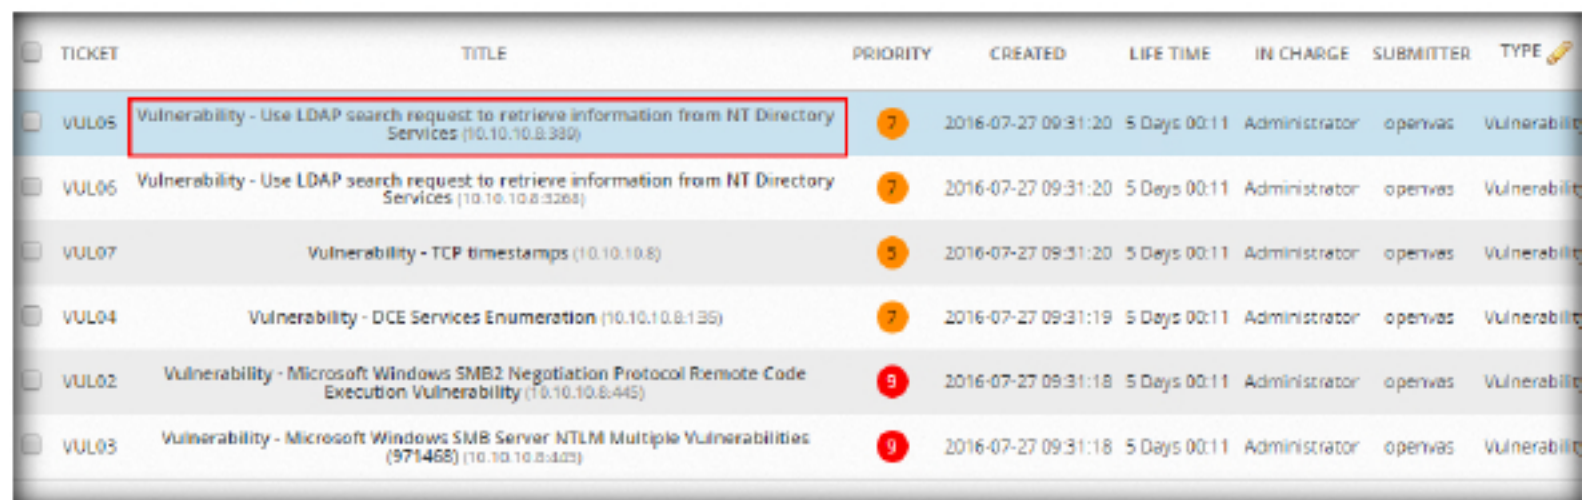 TICKET TITLE PRIORITY CREATED LIFE TIME IN CHARGE SUBMITTER TYPE
VUL05 Vulnerability - Use LDAP search request to retrieve information from NT Directory Services (10.10.10.8:389) 7 2016-07-27 09:31:20 5 Days 00:11 Administrator openvas Vulnerability
VUL06 Vulnerability - Use LDAP search request to retrieve information from NT Directory Services (10.10.10.8:3268) 7 2016-07-27 09:31:20 5 Days 00:11 Administrator openvas Vulnerability
VUL07 Vulnerability - TCP timestamps (10.10.10.8) 5 2016-07-27 09:31:20 5 Days 00:11 Administrator openvas Vulnerability
VUL04 Vulnerability - DCE Services Enumeration (10.10.10.8:135) 7 2016-07-27 09:31:19 5 Days 00:11 Administrator openvas Vulnerability
VUL02 Vulnerability - Microsoft Windows SMB2 Negotiation Protocol Remote Code Execution Vulnerability (10.10.10.8:445) 9 2016-07-27 09:31:18 5 Days 00:11 Administrator openvas Vulnerability
VUL03 Vulnerability - Microsoft Windows SMB Server NTLM Multiple Vulnerabilities (971468) 9 2016-07-27 09:31:18 5 Days 00:11 Administrator openvas Vulnerability